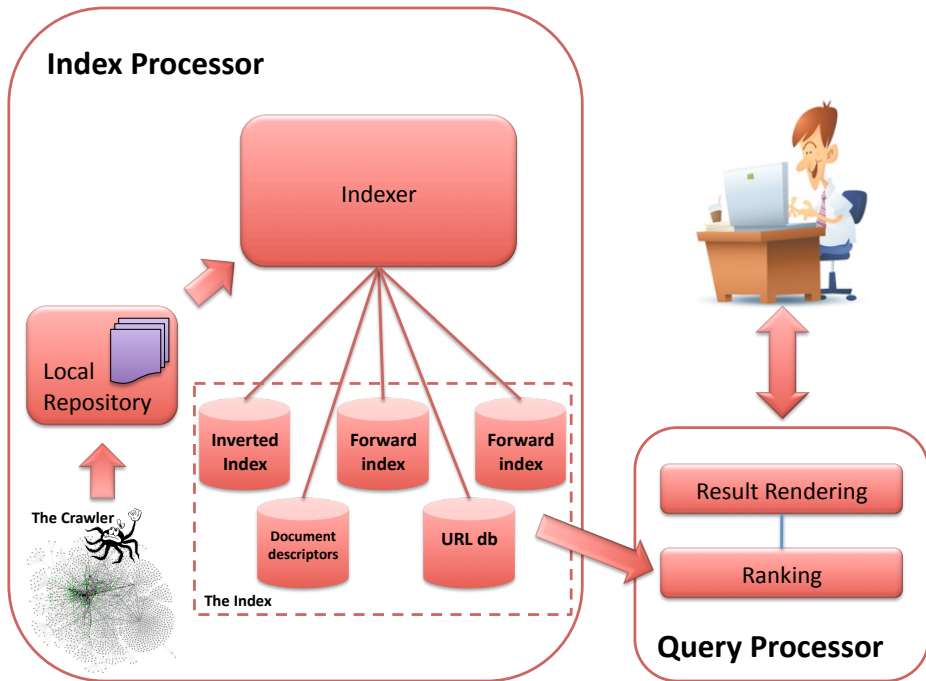 Index Processor
Indexer
Local
Repository
Inverted
Index
Forward
index
Forward
index
The Crawler
Document
descriptors
URL db
The Index
Result Rendering
Ranking
Query Processor